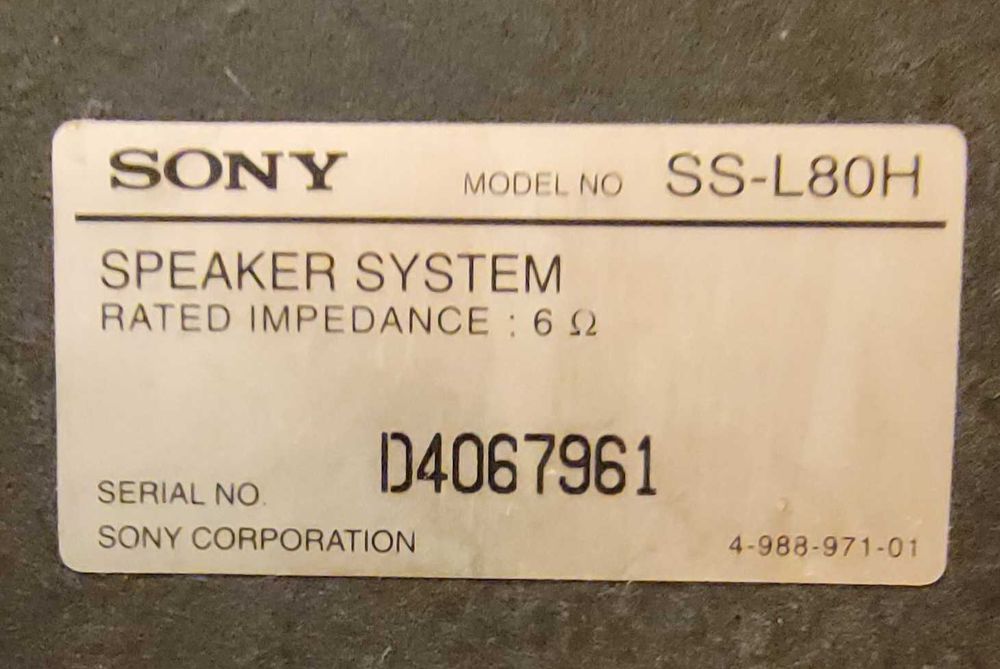 SONY MODEL NO SS-L80H
SPEAKER SYSTEM
RATED IMPEDANCE : 6 Ω
SERIAL NO. D4067961
SONY CORPORATION 4-988-971-01